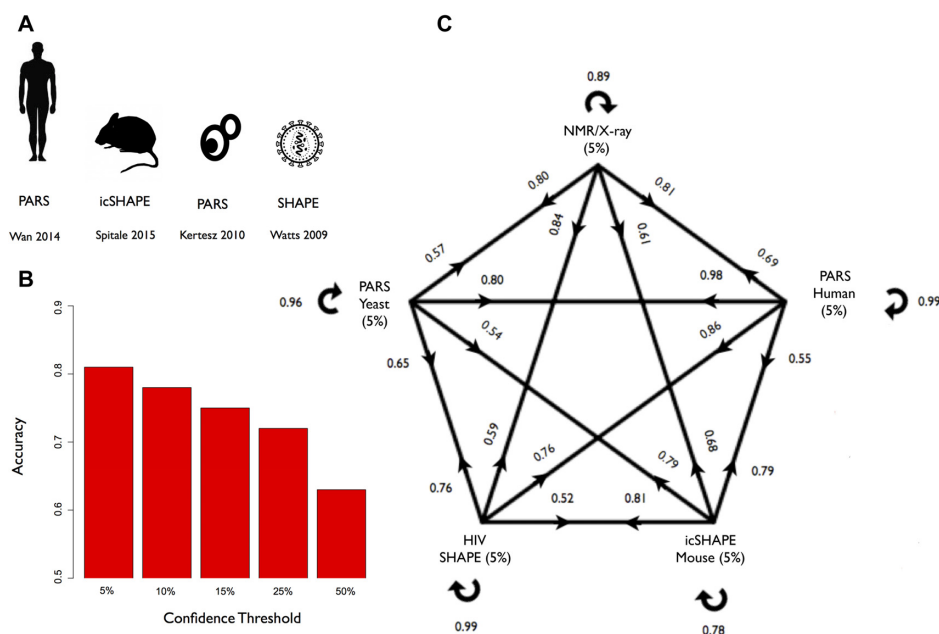 A
PARS
icSHAPE
PARS
SHAPE
Wan 2014
Spitale 2015
Kertesz 2010
Watts 2009
B
0.9
0.8
0.7
0.6
0.5
Accuracy
5%
10%
15%
25%
50%
Confidence Threshold
C
0.89
NMR/X-ray
(5%)
0.80
0.81
0.84
0.61
0.57
0.69
PARS
Yeast
(5%)
0.96
0.80
0.98
PARS
Human
(5%)
0.99
0.65
0.54
0.86
0.55
0.59
0.68
0.76
0.76
0.79
0.79
0.52
0.81
HIV
SHAPE (5%)
icSHAPE
Mouse (5%)
0.99
0.78